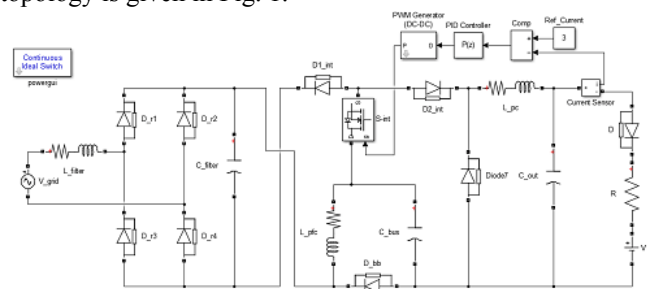 topology is given in Fig. 1.
PWM Generator
(DC-DC)
PID Controller
Comp
Ref_Current
P
D
P(z)
3
Continuous
Ideal Switch
powergui
D1_int
D2_int
S-int
L_pc
Current Sensor
D_r1
D_r2
L_filter
V_grid
C_filter
D
Diode7
C_out
R
D_r3
D_r4
L_pfc
C_bus
D_bb
V